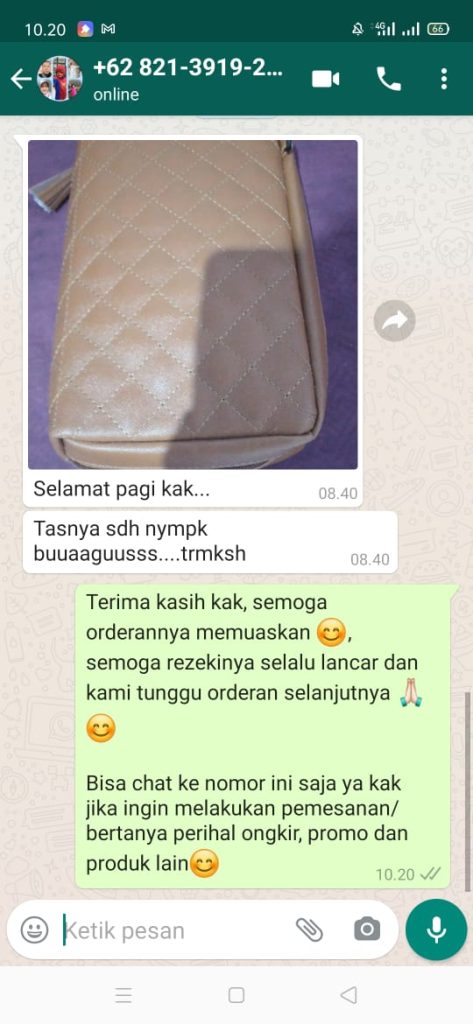 10.20
4G
66
+62 821-3919-2...
online
Selamat pagi kak...
08.40
Tasnya sdh nympk
buuaaguusss....trmksh
08.40
Terima kasih kak, semoga
orderannya memuaskan 😊,
semoga rezekinya selalu lancar dan
kami tunggu orderan selanjutnya 🙏🏻
😊
Bisa chat ke nomor ini saja ya kak
jika ingin melakukan pemesanan/
bertanya perihal ongkir, promo dan
produk lain😊
10.20
Ketik pesan